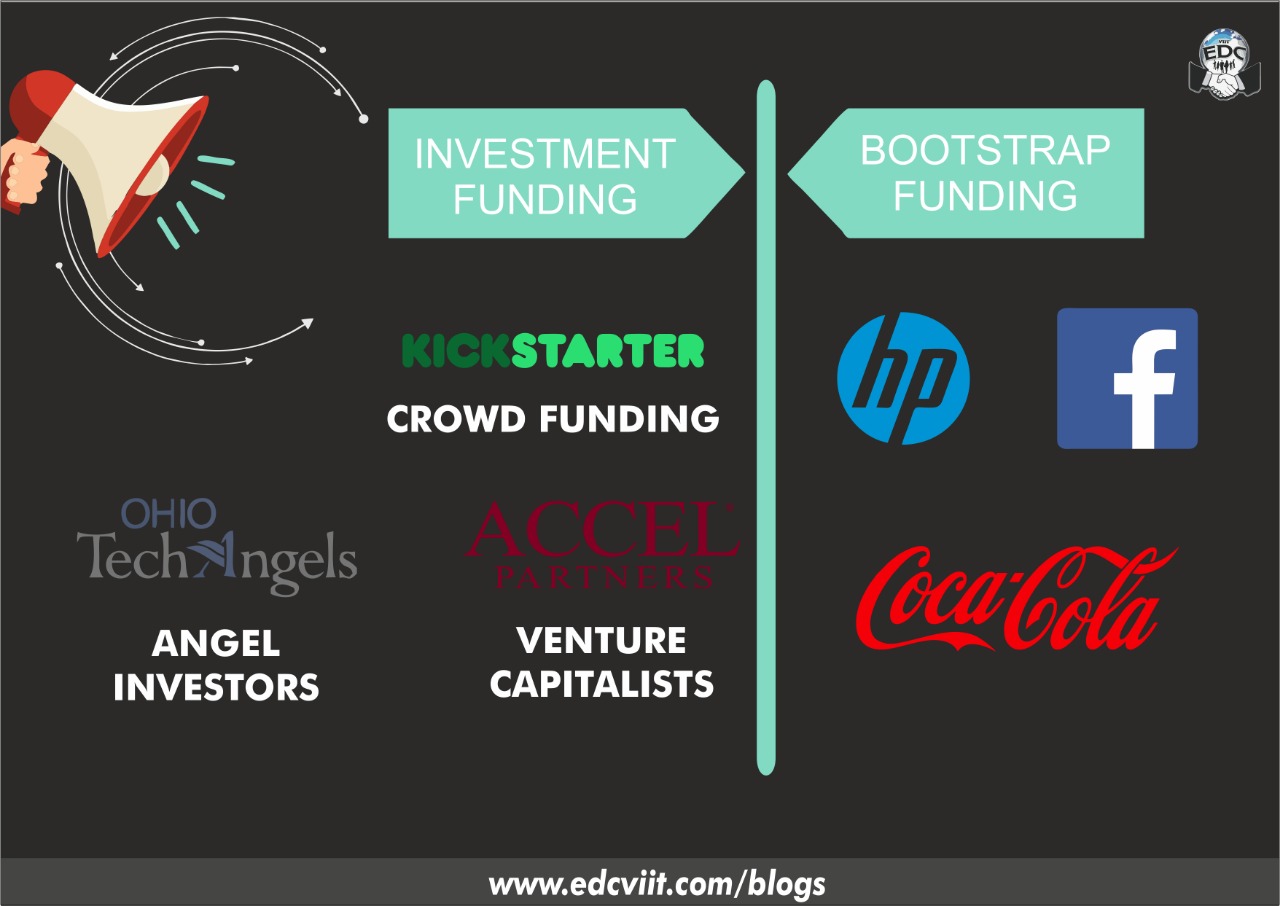 VIIT
EDC
INVESTMENT
FUNDING
BOOTSTRAP
FUNDING
KICKSTARTER
CROWD FUNDING
hp
f
OHIO
TechAngels
ANGEL
INVESTORS
ACCEL
PARTNERS
VENTURE
CAPITALISTS
Coca-Cola
www.edcviit.com/blogs